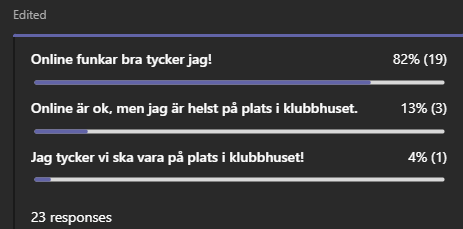 Edited
Online funkar bra tycker jag! 82% (19)
Online är ok, men jag är helst på plats i klubbhuset. 13% (3)
Jag tycker vi ska vara på plats i klubbhuset! 4% (1)
23 responses